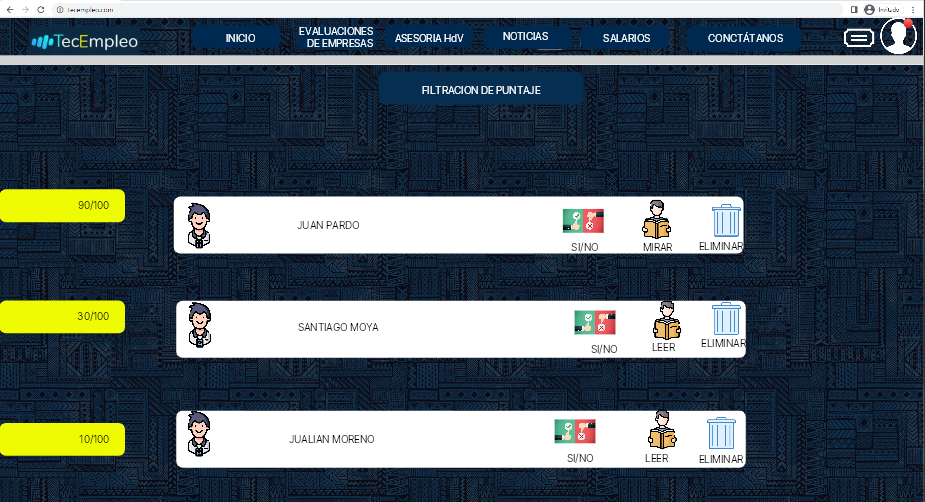 tecempleo.com
Invitado
TecEmpleo
INICIO
EVALUACIONES
DE EMPRESAS
ASESORIA HdV
NOTICIAS
SALARIOS
CONCTÁTANOS
FILTRACION DE PUNTAJE
90/100
JUAN PARDO
SI/NO
MIRAR
ELIMINAR
30/100
SANTIAGO MOYA
SI/NO
LEER
ELIMINAR
10/100
JUALIAN MORENO
SI/NO
LEER
ELIMINAR